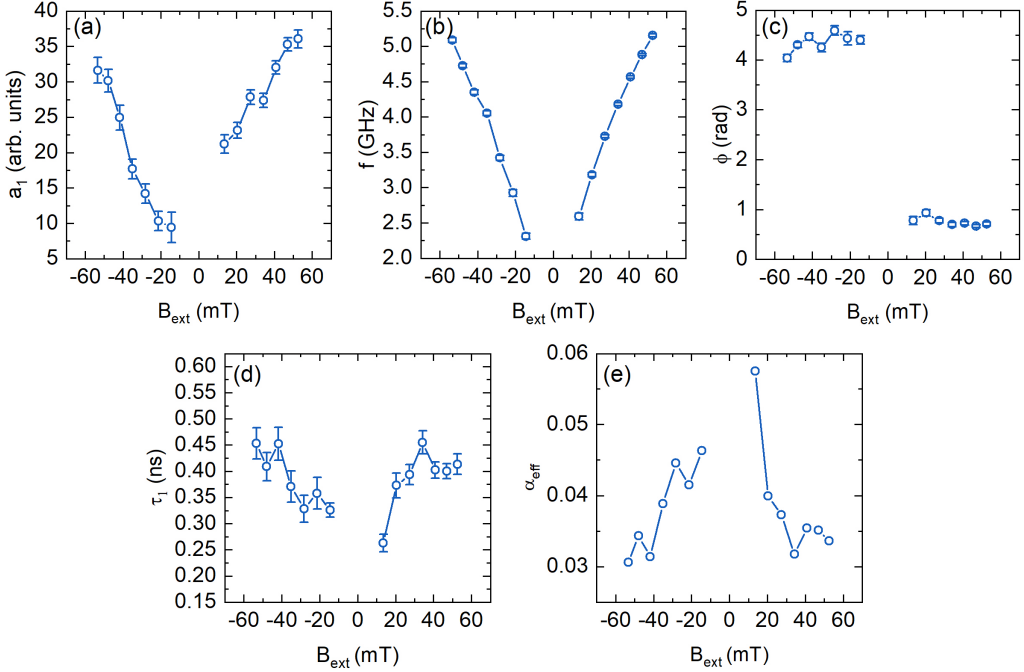 (a)
40
35
30
25
20
15
10
5
a1 (arb. units)
-60 -40 -20 0 20 40 60
Bext (mT)
(b)
5.5
5.0
4.5
4.0
3.5
3.0
2.5
2.0
f (GHz)
-60 -40 -20 0 20 40 60
Bext (mT)
(c)
5
4
3
2
1
0
ϕ (rad)
-60 -40 -20 0 20 40 60
Bext (mT)
(d)
0.60
0.55
0.50
0.45
0.40
0.35
0.30
0.25
0.20
0.15
τ1 (ns)
-60 -40 -20 0 20 40 60
Bext (mT)
(e)
0.06
0.05
0.04
0.03
αeff
-60 -40 -20 0 20 40 60
Bext (mT)